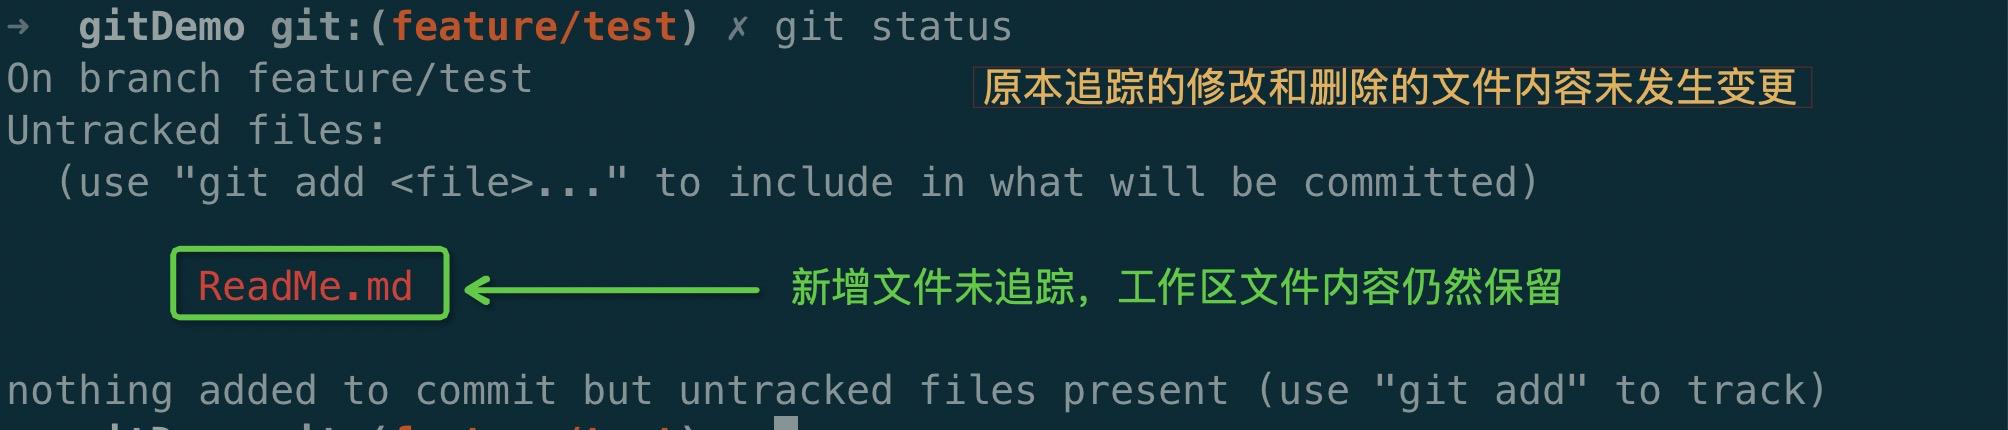 → gitDemo git:(feature/test) ✗ git status
On branch feature/test
原本追踪的修改和删除的文件内容未发生变更
Untracked files:
(use "git add <file>..." to include in what will be committed)
ReadMe.md
新增文件未追踪，工作区文件内容仍然保留
nothing added to commit but untracked files present (use "git add" to track)